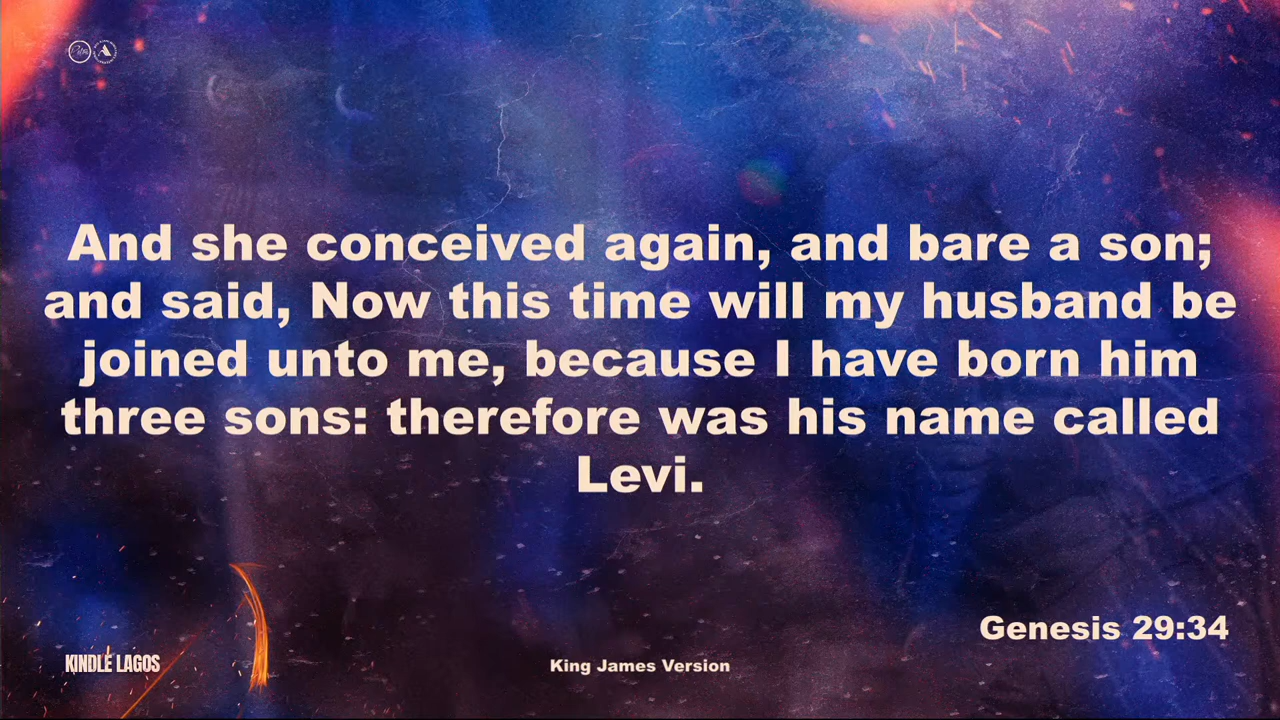 And she conceived again, and bare a son;
and said, Now this time will my husband be
joined unto me, because I have born him
three sons: therefore was his name called
Levi.
Genesis 29:34
KINDLE LAGOS
King James Version